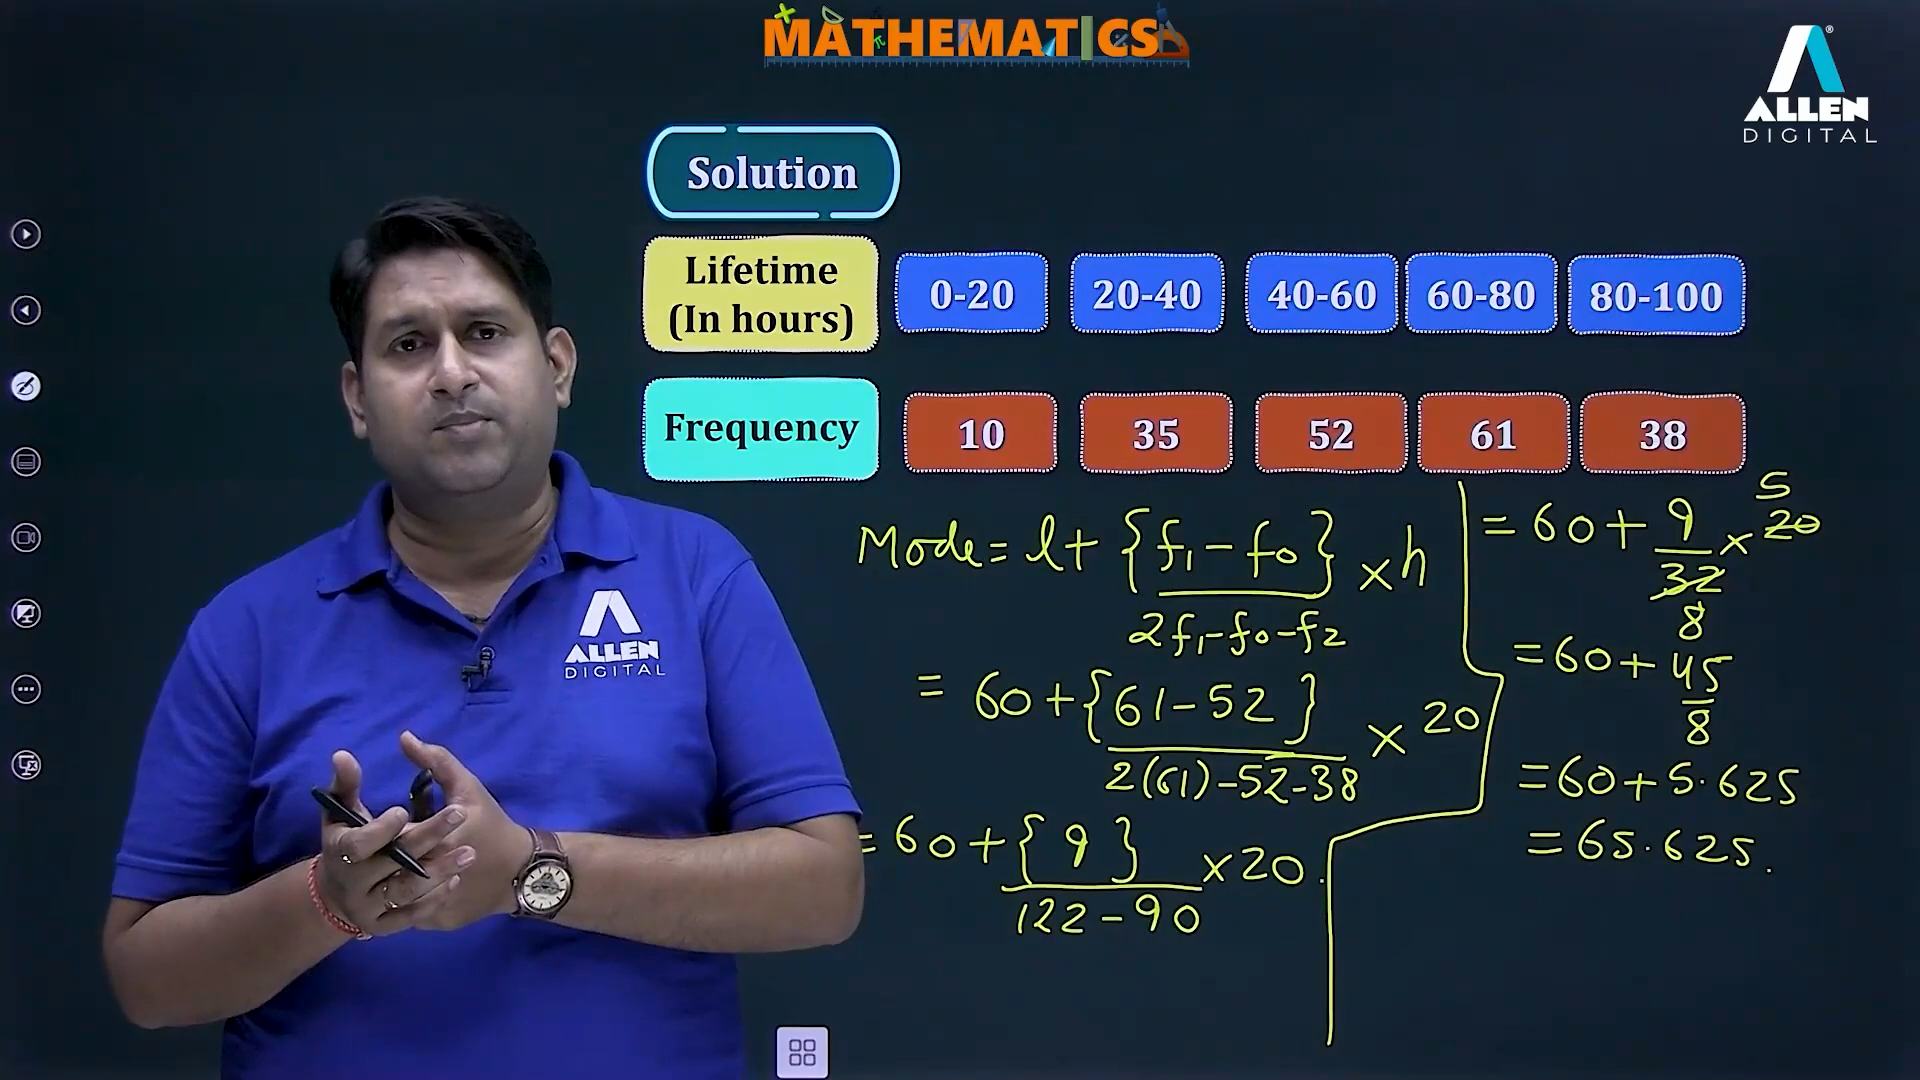 MATHEMATICS
ALLEN
DIGITAL
Solution
Lifetime
(In hours)
0-20
20-40
40-60
60-80
80-100
Frequency
10
35
52
61
38
Mode = l + {f₁ - f₀} × h
2f₁ - f₀ - f₂
= 60 + {61 - 52} × 20
2(61) - 52 - 38
= 60 + {9} × 20.
122 - 90
5
= 60 + 9 × 20
32
8
= 60 + 45
8
= 60 + 5.625
= 65.625.
ALLEN
DIGITAL